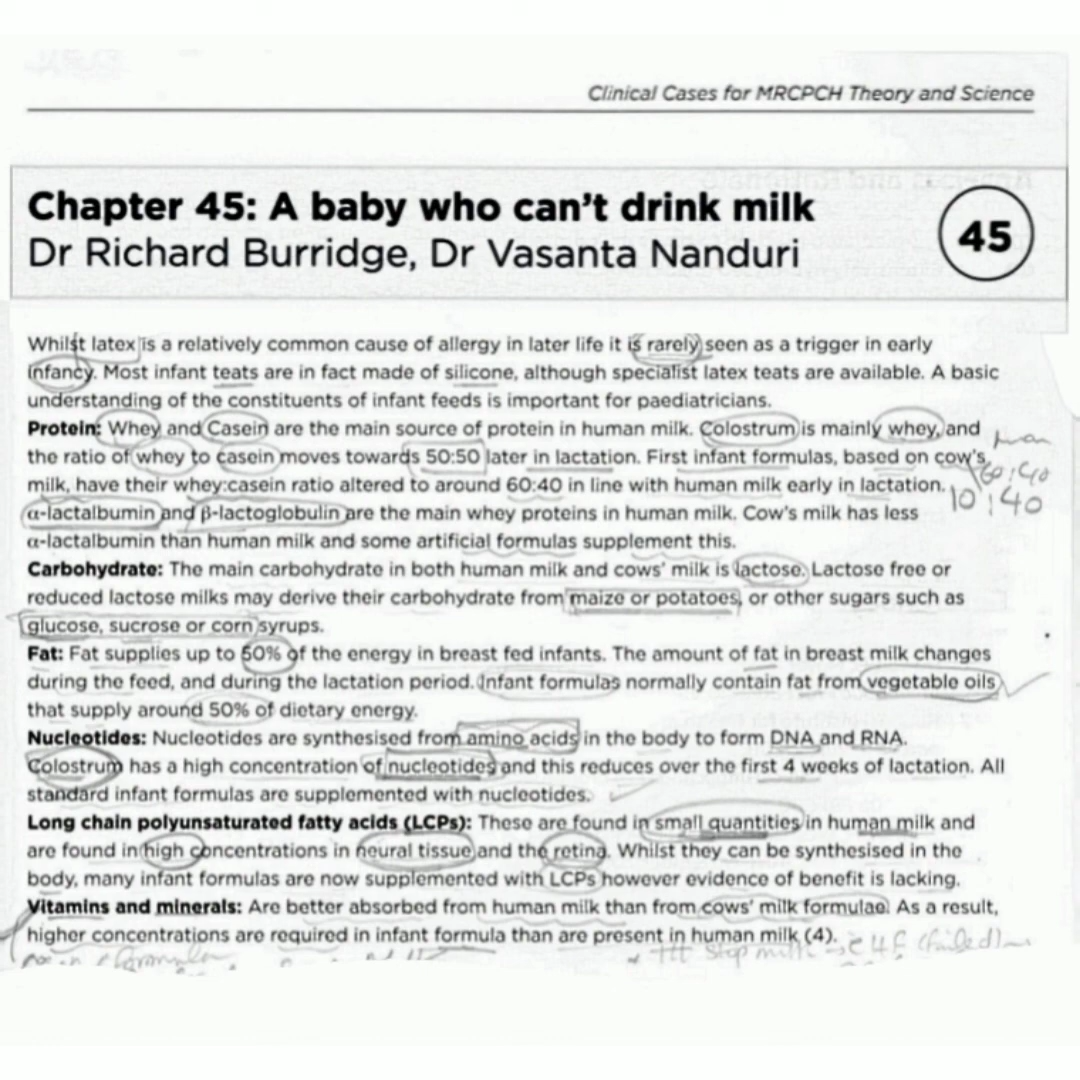 Clinical Cases for MRCPCH Theory and Science
Chapter 45: A baby who can't drink milk
Dr Richard Burridge, Dr Vasanta Nanduri
45
Whilst latex is a relatively common cause of allergy in later life it is rarely seen as a trigger in early
infancy. Most infant teats are in fact made of silicone, although specialist latex teats are available. A basic
understanding of the constituents of infant feeds is important for paediatricians.
Protein: Whey and Casein are the main source of protein in human milk. Colostrum is mainly whey, and
the ratio of whey to casein moves towards 50:50 later in lactation. First infant formulas, based on cow's
milk, have their whey:casein ratio altered to around 60:40 in line with human milk early in lactation.
60:40
10:40
α-lactalbumin and β-lactoglobulin are the main whey proteins in human milk. Cow's milk has less
α-lactalbumin than human milk and some artificial formulas supplement this.
Carbohydrate: The main carbohydrate in both human milk and cows' milk is lactose. Lactose free or
reduced lactose milks may derive their carbohydrate from maize or potatoes, or other sugars such as
glucose, sucrose or corn syrups.
Fat: Fat supplies up to 50% of the energy in breast fed infants. The amount of fat in breast milk changes
during the feed, and during the lactation period. Infant formulas normally contain fat from vegetable oils
that supply around 50% of dietary energy.
Nucleotides: Nucleotides are synthesised from amino acids in the body to form DNA and RNA.
Colostrum has a high concentration of nucleotides and this reduces over the first 4 weeks of lactation. All
standard infant formulas are supplemented with nucleotides.
Long chain polyunsaturated fatty acids (LCPs): These are found in small quantities in human milk and
are found in high concentrations in neural tissue and the retina. Whilst they can be synthesised in the
body, many infant formulas are now supplemented with LCPs however evidence of benefit is lacking.
Vitamins and minerals: Are better absorbed from human milk than from cows' milk formulae. As a result,
higher concentrations are required in infant formula than are present in human milk (4).
formula
stop milk